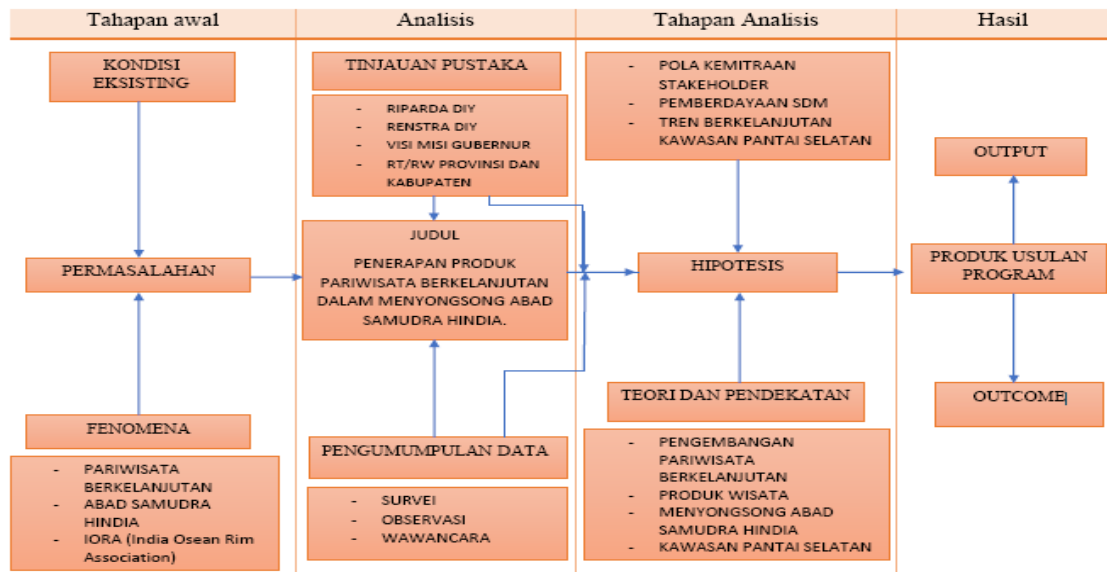 Tahapan awal
Analisis
Tahapan Analisis
Hasil
KONDISI
EKSISTING
PERMASALAHAN
FENOMENA
- PARIWISATA
BERKELANJUTAN
- ABAD SAMUDRA
HINDIA
- IORA (India Osean Rim
Association)
TINJAUAN PUSTAKA
- RIPARDA DIY
- RENSTRA DIY
- VISI MISI GUBERNUR
- RT/RW PROVINSI DAN
KABUPATEN
JUDUL
PENERAPAN PRODUK
PARIWISATA BERKELANJUTAN
DALAM MENYONGSONG ABAD
SAMUDRA HINDIA.
PENGUMUMPULAN DATA
- SURVEI
- OBSERVASI
- WAWANCARA
- POLA KEMITRAAN
STAKEHOLDER
- PEMBERDAYAAN SDM
- TREN BERKELANJUTAN
KAWASAN PANTAI SELATAN
HIPOTESIS
TEORI DAN PENDEKATAN
- PENGEMBANGAN
PARIWISATA
BERKELANJUTAN
- PRODUK WISATA
- MENYONGSONG ABAD
SAMUDRA HINDIA
- KAWASAN PANTAI SELATAN
OUTPUT
PRODUK USULAN
PROGRAM
OUTCOME